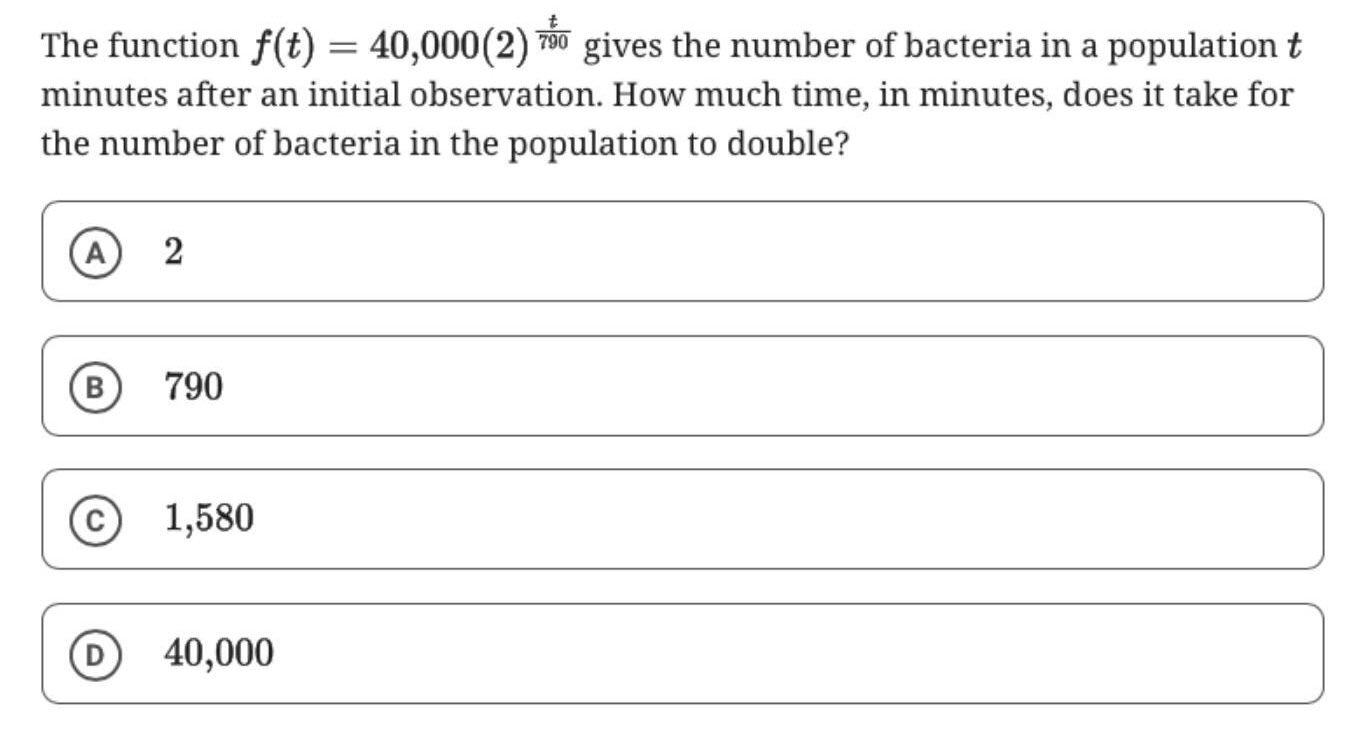 The function f(t) = 40,000(2)^(t/790) gives the number of bacteria in a population t
minutes after an initial observation. How much time, in minutes, does it take for
the number of bacteria in the population to double?
A 2
B 790
C 1,580
D 40,000